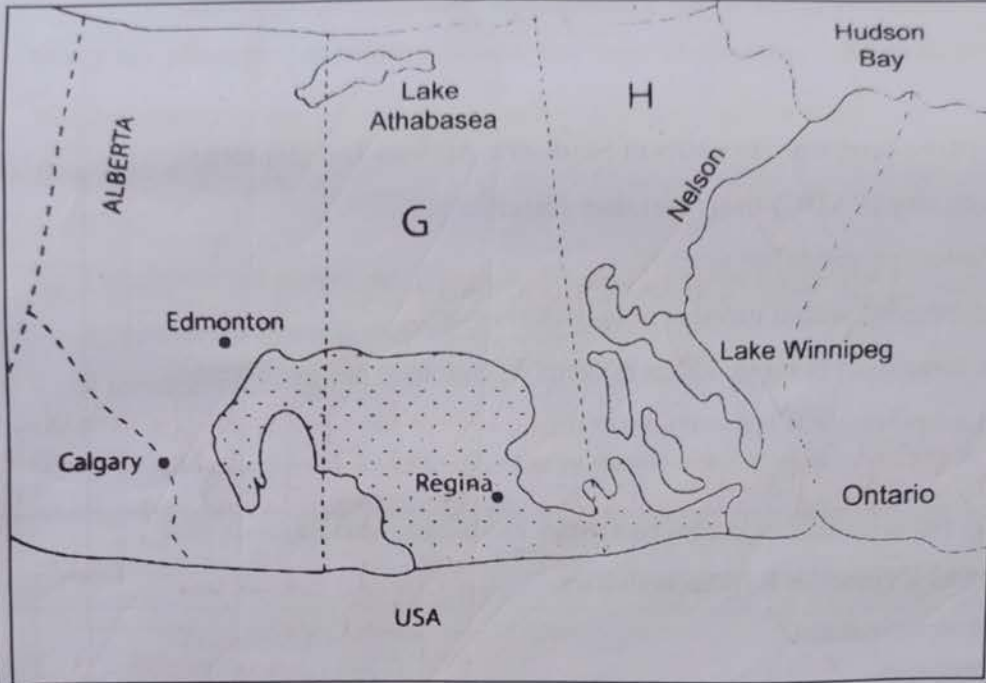 Hudson
Bay
H
Lake
Athabasea
ALBERTA
Nelson
G
Edmonton
Lake Winnipeg
Calgary
Regina
Ontario
USA